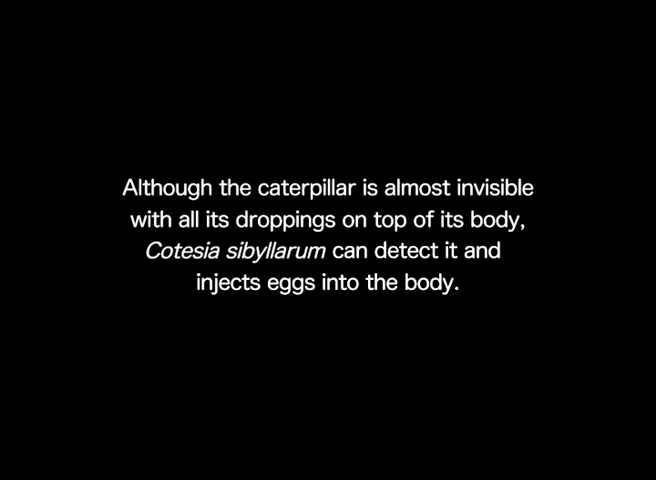 Although the caterpillar is almost invisible
with all its droppings on top of its body,
Cotesia sibyllarum can detect it and
injects eggs into the body.